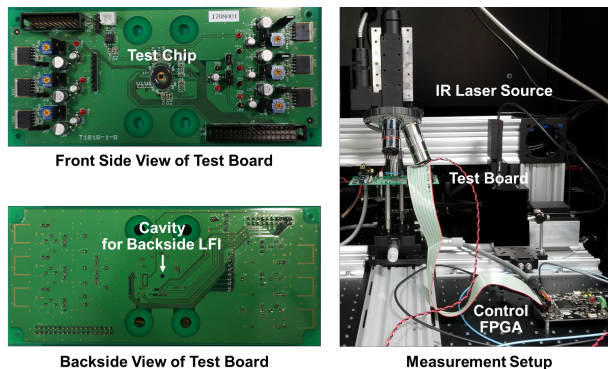 1708001
Test Chip
T1816-1-B
Front Side View of Test Board
Cavity
for Backside LFI
Backside View of Test Board
IR Laser Source
Test Board
Control
FPGA
Measurement Setup